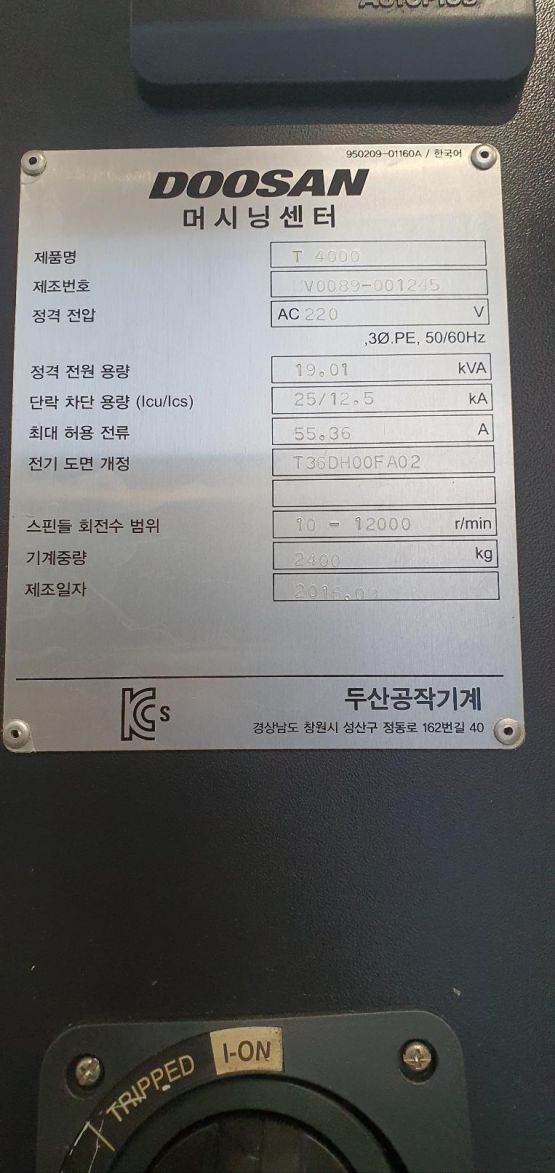 950209-01160A / 한국어
DOOSAN
머시닝센터
제품명 T 4000
제조번호 V0089-001245
정격 전압 AC 220 V
,3Ø.PE, 50/60Hz
정격 전원 용량 19.01 kVA
단락 차단 용량 (Icu/Ics) 25/12.5 kA
최대 허용 전류 55.36 A
전기 도면 개정 T36DH00FA02
스핀들 회전수 범위 10 - 12000 r/min
기계중량 2400 kg
제조일자
KCs 두산공작기계
경상남도 창원시 성산구 정동로 162번길 40
I-ON
TRIPPED